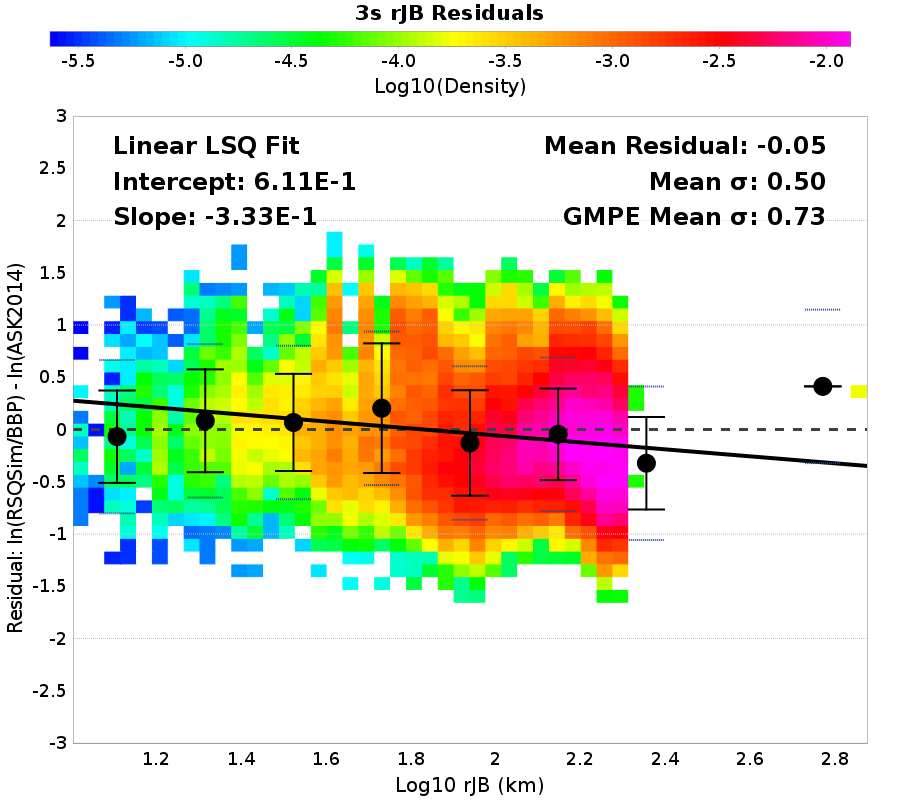 3s rJB Residuals
-5.5 -5.0 -4.5 -4.0 -3.5 -3.0 -2.5 -2.0
Log10(Density)
Linear LSQ Fit
Intercept: 6.11E-1
Slope: -3.33E-1
Mean Residual: -0.05
Mean σ: 0.50
GMPE Mean σ: 0.73
Residual: ln(RSQSim/BBP) - ln(ASK2014)
3
2.5
2
1.5
1
0.5
0
-0.5
-1
-1.5
-2
-2.5
-3
1.2 1.4 1.6 1.8 2 2.2 2.4 2.6 2.8
Log10 rJB (km)